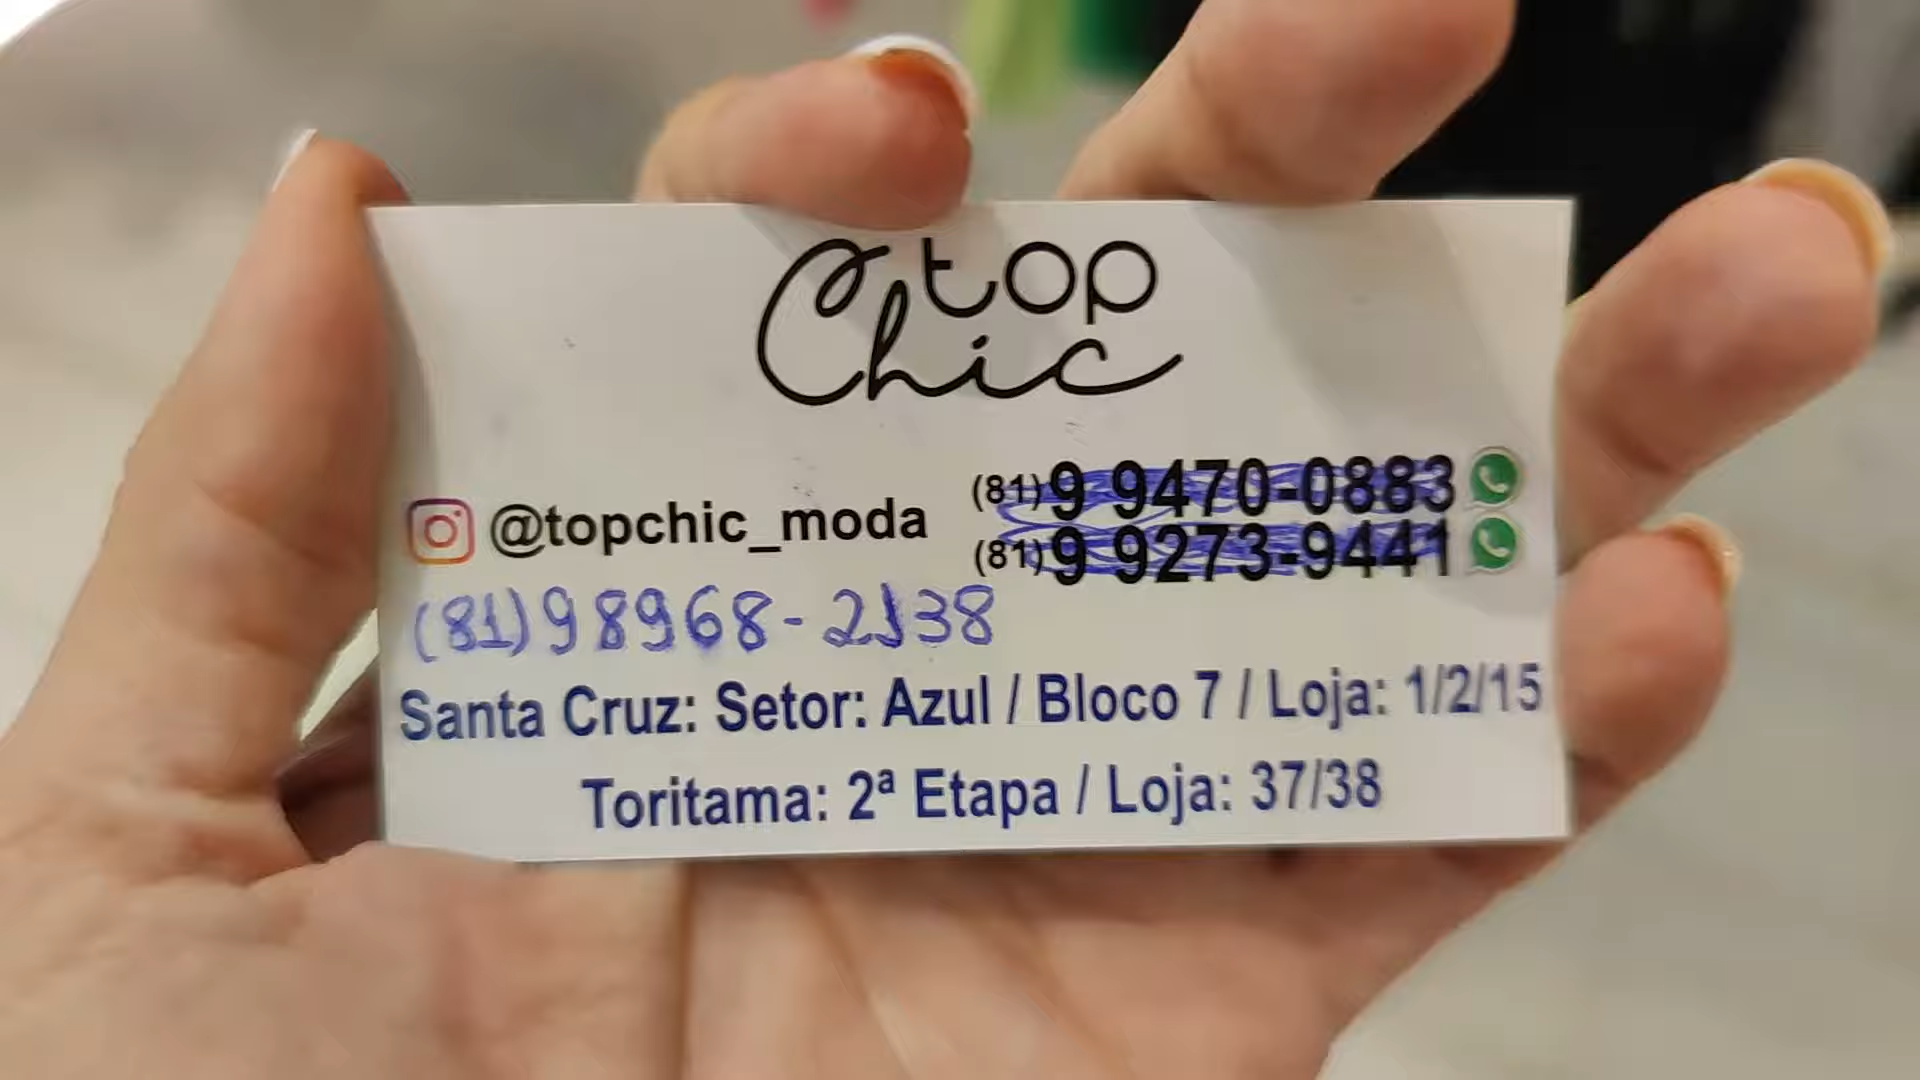 top
Chic
@topchic_moda
(81)9 9470-0883
(81)9 9273-9441
(81)98968-2138
Santa Cruz: Setor: Azul / Bloco 7 / Loja: 1/2/15
Toritama: 2ª Etapa / Loja: 37/38